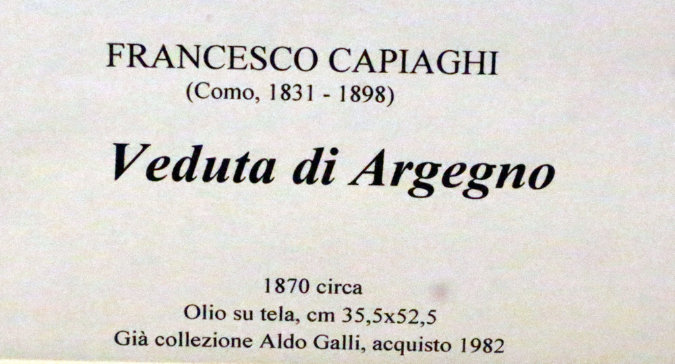 FRANCESCO CAPIAGHI
(Como, 1831 - 1898)
Veduta di Argegno
1870 circa
Olio su tela, cm 35,5x52,5
Già collezione Aldo Galli, acquisto 1982